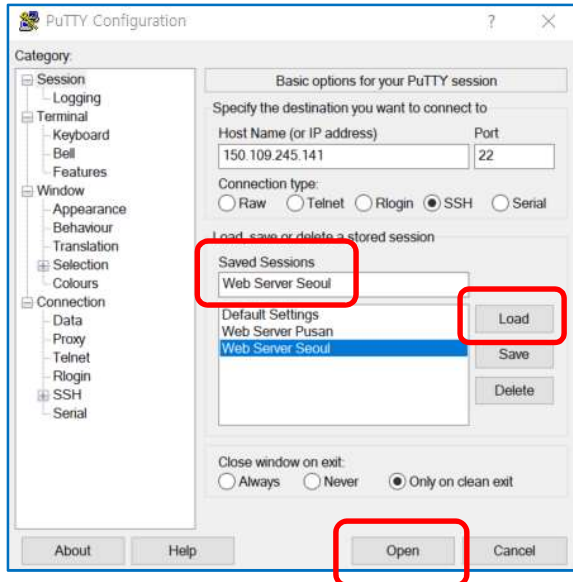 PuTTY Configuration
?
Category:
Session
Logging
Terminal
Keyboard
Bell
Features
Window
Appearance
Behaviour
Translation
Selection
Colours
Connection
Data
Proxy
Telnet
Rlogin
SSH
Serial
Basic options for your PuTTY session
Specify the destination you want to connect to
Host Name (or IP address) Port
150.109.245.141 22
Connection type:
Raw Telnet Rlogin SSH Serial
Load, save or delete a stored session
Saved Sessions
Web Server Seoul
Default Settings
Web Server Pusan
Web Server Seoul
Load
Save
Delete
Close window on exit:
Always Never Only on clean exit
About Help Open Cancel